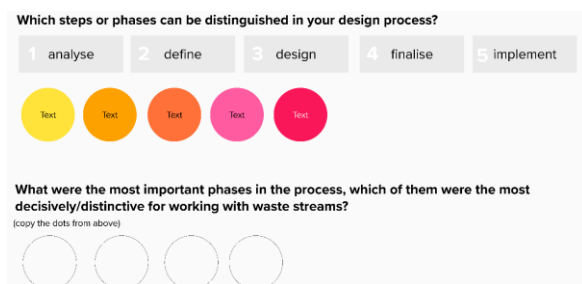 Which steps or phases can be distinguished in your design process?
1 analyse 2 define 3 design 4 finalise 5 implement
Text Text Text Text Text
What were the most important phases in the process, which of them were the most
decisively/distinctive for working with waste streams?
(copy the dots from above)